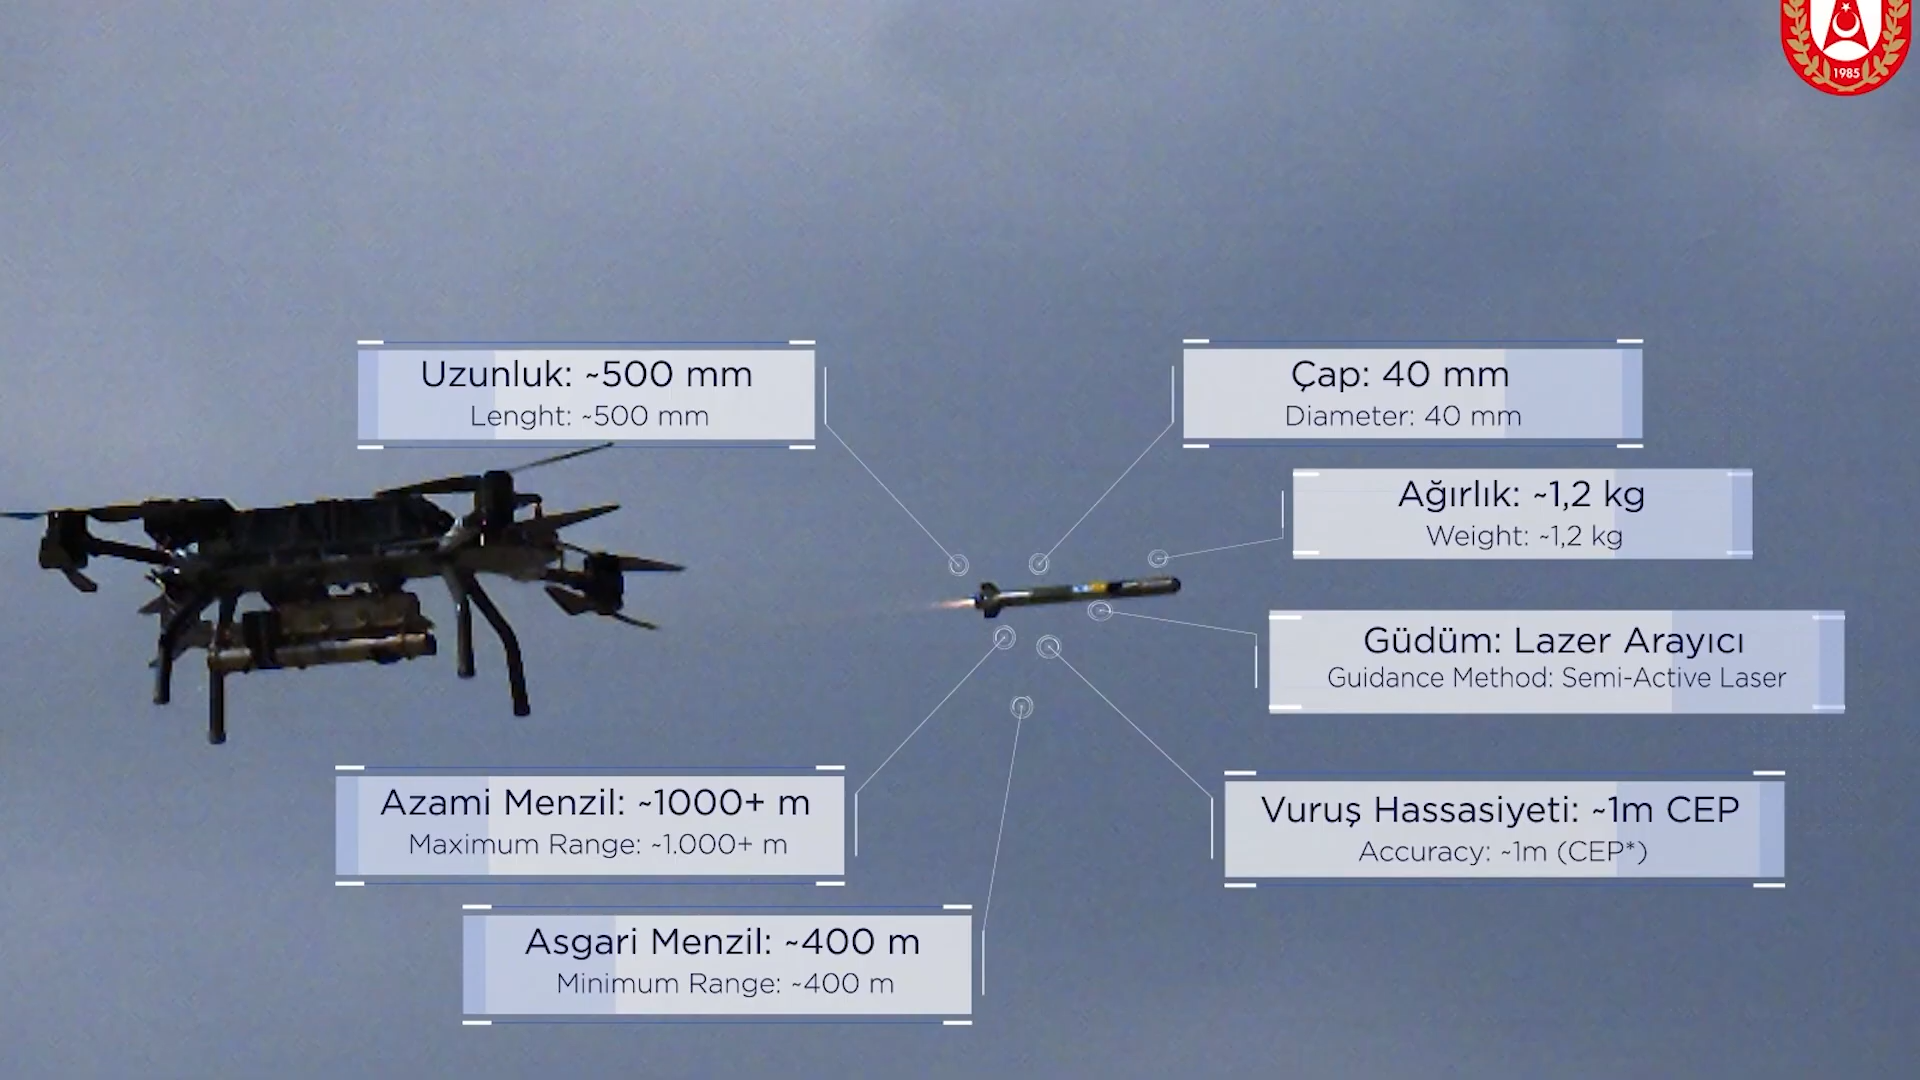 1985
Uzunluk: ~500 mm
Lenght: ~500 mm
Çap: 40 mm
Diameter: 40 mm
Ağırlık: ~1,2 kg
Weight: ~1,2 kg
Güdüm: Lazer Arayıcı
Guidance Method: Semi-Active Laser
Azami Menzil: ~1000+ m
Maximum Range: ~1.000+ m
Vuruş Hassasiyeti: ~1m CEP
Accuracy: ~1m (CEP*)
Asgari Menzil: ~400 m
Minimum Range: ~400 m